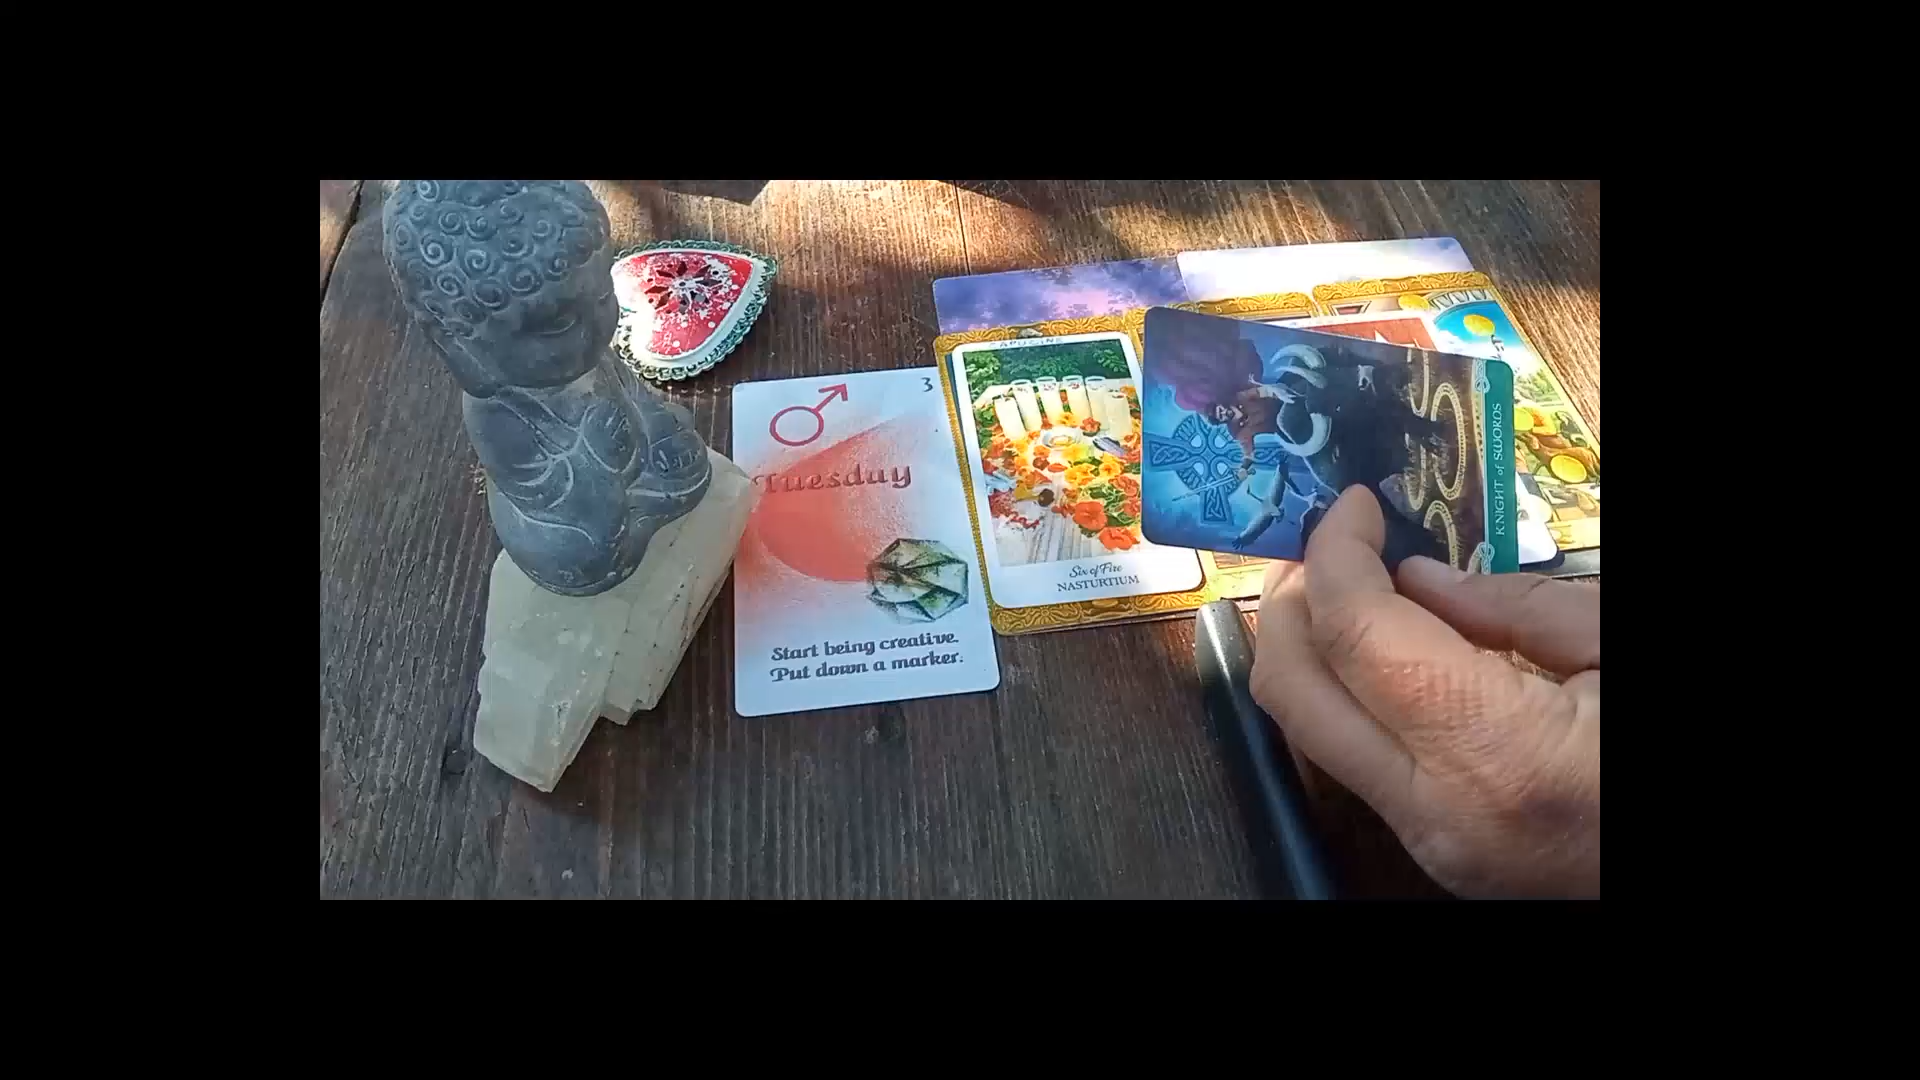 3
Tuesday
Start being creative.
Put down a marker.
CAPUCINE
Six of Fire
NASTURTIUM
KNIGHT of SWORDS